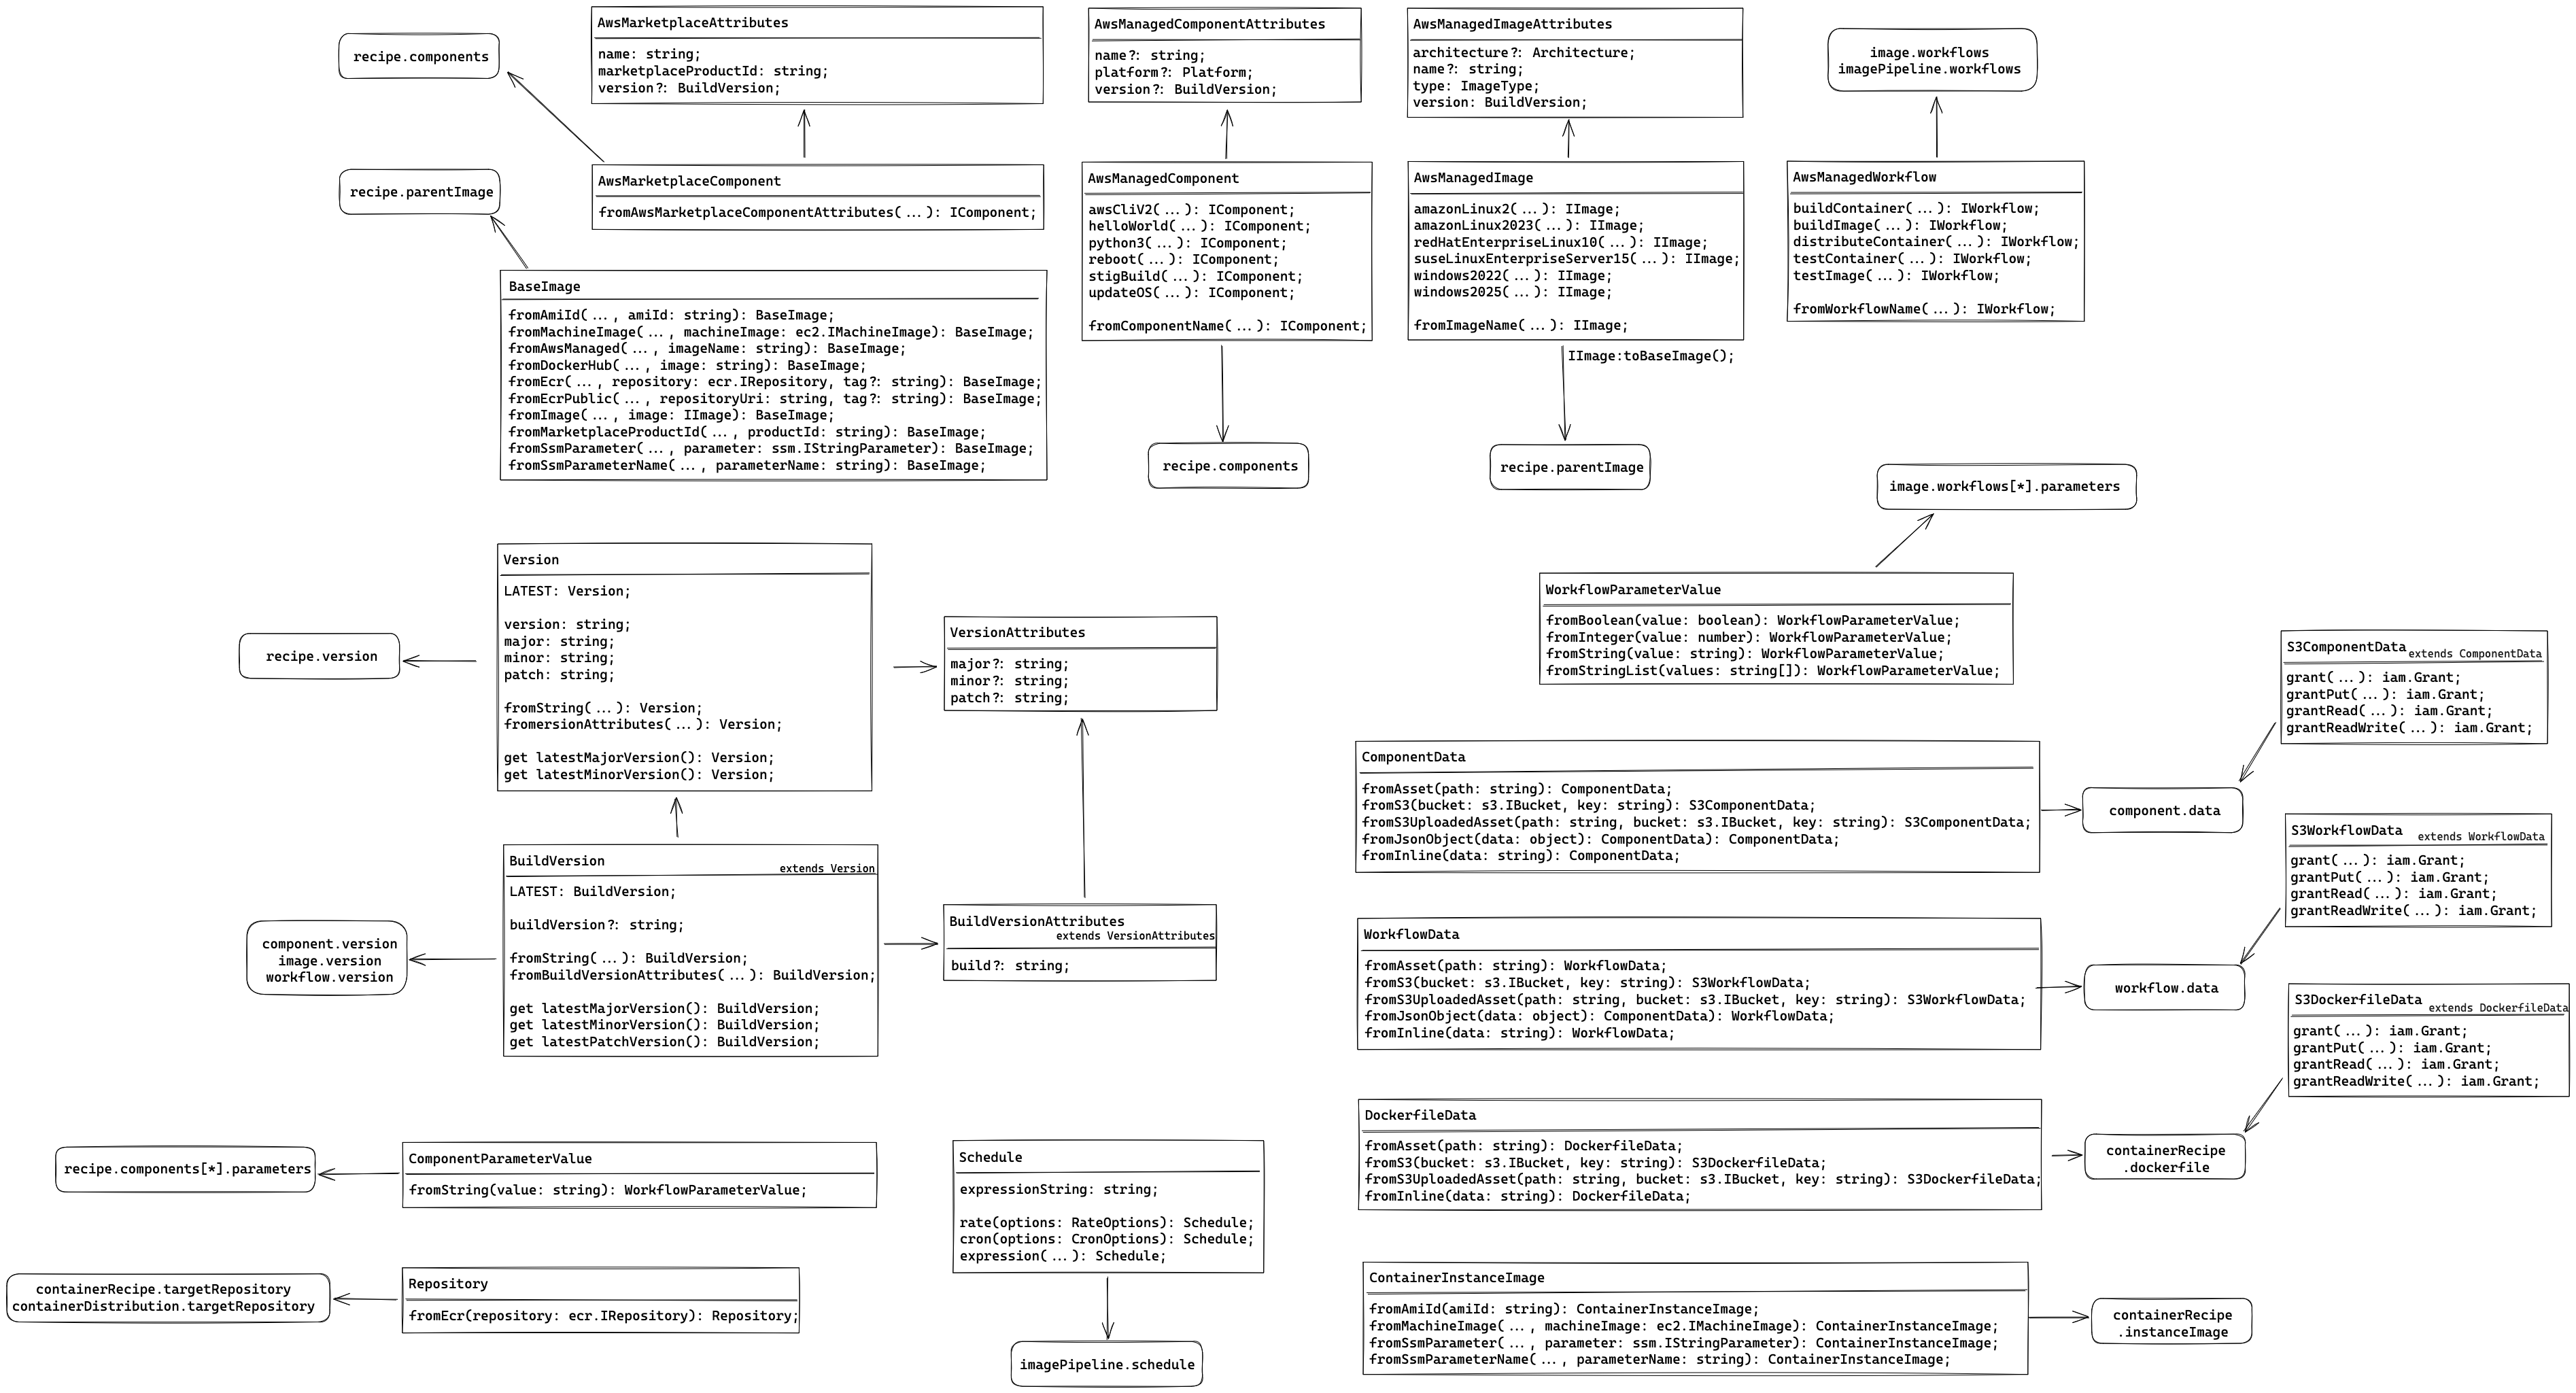 recipe.components
AwsMarketplaceAttributes
name: string;
marketplaceProductId: string;
version?: BuildVersion;
AwsManagedComponentAttributes
name?: string;
platform?: Platform;
version?: BuildVersion;
AwsManagedImageAttributes
architecture?: Architecture;
name?: string;
type: ImageType;
version: BuildVersion;
image.workflows
imagePipeline.workflows
recipe.parentImage
AwsMarketplaceComponent
fromAwsMarketplaceComponentAttributes(...): IComponent;
AwsManagedComponent
awsCliV2(...): IComponent;
helloWorld(...): IComponent;
python3(...): IComponent;
reboot(...): IComponent;
stigBuild(...): IComponent;
updateOS(...): IComponent;
fromComponentName(...): IComponent;
AwsManagedImage
amazonLinux2(...): IImage;
amazonLinux2023(...): IImage;
redHatEnterpriseLinux10(...): IImage;
suseLinuxEnterpriseServer15(...): IImage;
windows2022(...): IImage;
windows2025(...): IImage;
fromImageName(...): IImage;
AwsManagedWorkflow
buildContainer(...): IWorkflow;
buildImage(...): IWorkflow;
distributeContainer(...): IWorkflow;
testContainer(...): IWorkflow;
testImage(...): IWorkflow;
fromWorkflowName(...): IWorkflow;
BaseImage
fromAmiId(..., amiId: string): BaseImage;
fromMachineImage(..., machineImage: ec2.IMachineImage): BaseImage;
fromAwsManaged(..., imageName: string): BaseImage;
fromDockerHub(..., image: string): BaseImage;
fromEcr(..., repository: ecr.IRepository, tag?: string): BaseImage;
fromEcrPublic(..., repositoryUri: string, tag?: string): BaseImage;
fromImage(..., image: IImage): BaseImage;
fromMarketplaceProductId(..., productId: string): BaseImage;
fromSsmParameter(..., parameter: ssm.IStringParameter): BaseImage;
fromSsmParameterName(..., parameterName: string): BaseImage;
IImage:toBaseImage();
recipe.components
recipe.parentImage
image.workflows[*].parameters
Version
LATEST: Version;
version: string;
major: string;
minor: string;
patch: string;
fromString(...): Version;
fromersionAttributes(...): Version;
get latestMajorVersion(): Version;
get latestMinorVersion(): Version;
recipe.version
VersionAttributes
major?: string;
minor?: string;
patch?: string;
WorkflowParameterValue
fromBoolean(value: boolean): WorkflowParameterValue;
fromInteger(value: number): WorkflowParameterValue;
fromString(value: string): WorkflowParameterValue;
fromStringList(values: string[]): WorkflowParameterValue;
S3ComponentData
extends ComponentData
grant(...): iam.Grant;
grantPut(...): iam.Grant;
grantRead(...): iam.Grant;
grantReadWrite(...): iam.Grant;
ComponentData
fromAsset(path: string): ComponentData;
fromS3(bucket: s3.IBucket, key: string): S3ComponentData;
fromS3UploadedAsset(path: string, bucket: s3.IBucket, key: string): S3ComponentData;
fromJsonObject(data: object): ComponentData): ComponentData;
fromInline(data: string): ComponentData;
component.data
S3WorkflowData
extends WorkflowData
grant(...): iam.Grant;
grantPut(...): iam.Grant;
grantRead(...): iam.Grant;
grantReadWrite(...): iam.Grant;
BuildVersion
extends Version
LATEST: BuildVersion;
buildVersion?: string;
fromString(...): BuildVersion;
fromBuildVersionAttributes(...): BuildVersion;
get latestMajorVersion(): BuildVersion;
get latestMinorVersion(): BuildVersion;
get latestPatchVersion(): BuildVersion;
component.version
image.version
workflow.version
BuildVersionAttributes
extends VersionAttributes
build?: string;
WorkflowData
fromAsset(path: string): WorkflowData;
fromS3(bucket: s3.IBucket, key: string): S3WorkflowData;
fromS3UploadedAsset(path: string, bucket: s3.IBucket, key: string): S3WorkflowData;
fromJsonObject(data: object): ComponentData): WorkflowData;
fromInline(data: string): WorkflowData;
workflow.data
S3DockerfileData
extends DockerfileData
grant(...): iam.Grant;
grantPut(...): iam.Grant;
grantRead(...): iam.Grant;
grantReadWrite(...): iam.Grant;
DockerfileData
fromAsset(path: string): DockerfileData;
fromS3(bucket: s3.IBucket, key: string): S3DockerfileData;
fromS3UploadedAsset(path: string, bucket: s3.IBucket, key: string): S3DockerfileData;
fromInline(data: string): DockerfileData;
containerRecipe
.dockerfile
recipe.components[*].parameters
ComponentParameterValue
fromString(value: string): WorkflowParameterValue;
Schedule
expressionString: string;
rate(options: RateOptions): Schedule;
cron(options: CronOptions): Schedule;
expression(...): Schedule;
containerRecipe.targetRepository
containerDistribution.targetRepository
Repository
fromEcr(repository: ecr.IRepository): Repository;
imagePipeline.schedule
ContainerInstanceImage
fromAmiId(amiId: string): ContainerInstanceImage;
fromMachineImage(..., machineImage: ec2.IMachineImage): ContainerInstanceImage;
fromSsmParameter(..., parameter: ssm.IStringParameter): ContainerInstanceImage;
fromSsmParameterName(..., parameterName: string): ContainerInstanceImage;
containerRecipe
.instanceImage